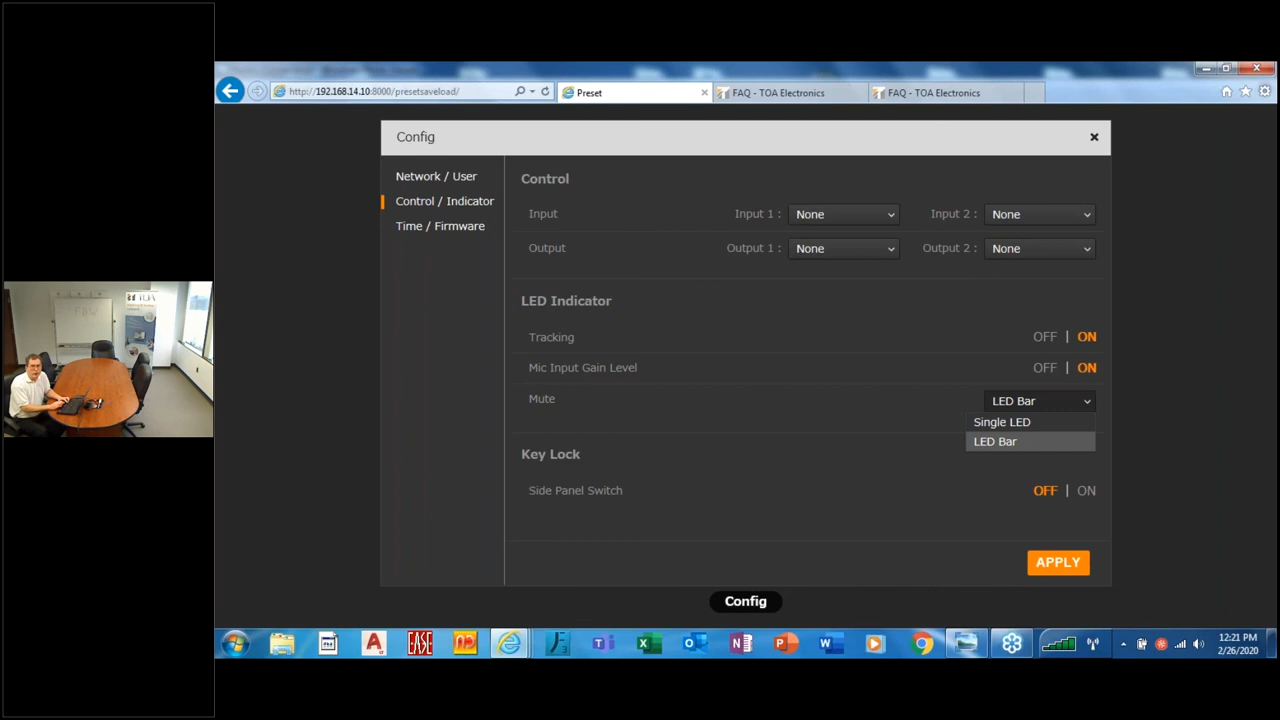 http://192.168.14.10:8000/presetsaveload/
Preset
FAQ - TOA Electronics
FAQ - TOA Electronics
Config
Network / User
Control / Indicator
Time / Firmware
Control
Input
Input 1 :
None
Input 2 :
None
Output
Output 1 :
None
Output 2 :
None
LED Indicator
Tracking
OFF | ON
Mic Input Gain Level
OFF | ON
Mute
LED Bar
Single LED
LED Bar
Key Lock
Side Panel Switch
OFF | ON
APPLY
Config
TOA
EASE
12:21 PM
2/26/2020